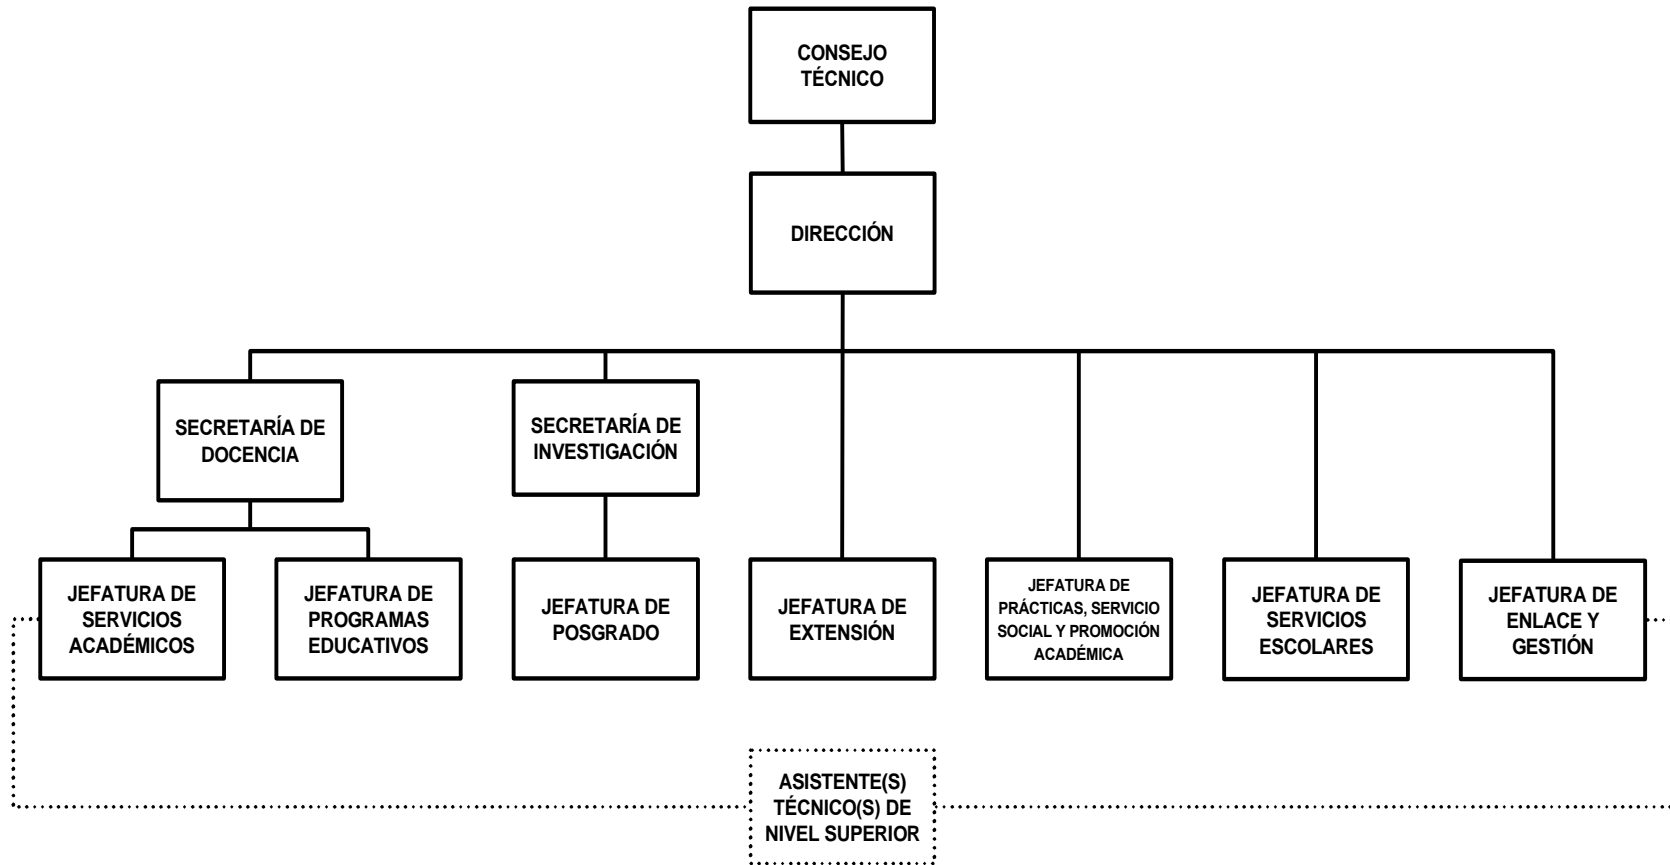 CONSEJO
TÉCNICO
DIRECCIÓN
SECRETARÍA DE
DOCENCIA
SECRETARÍA DE
INVESTIGACIÓN
JEFATURA DE
SERVICIOS
ACADÉMICOS
JEFATURA DE
PROGRAMAS
EDUCATIVOS
JEFATURA DE
POSGRADO
JEFATURA DE
EXTENSIÓN
JEFATURA DE
PRÁCTICAS, SERVICIO
SOCIAL Y PROMOCIÓN
ACADÉMICA
JEFATURA DE
SERVICIOS
ESCOLARES
JEFATURA DE
ENLACE Y
GESTIÓN
ASISTENTE(S)
TÉCNICO(S) DE
NIVEL SUPERIOR